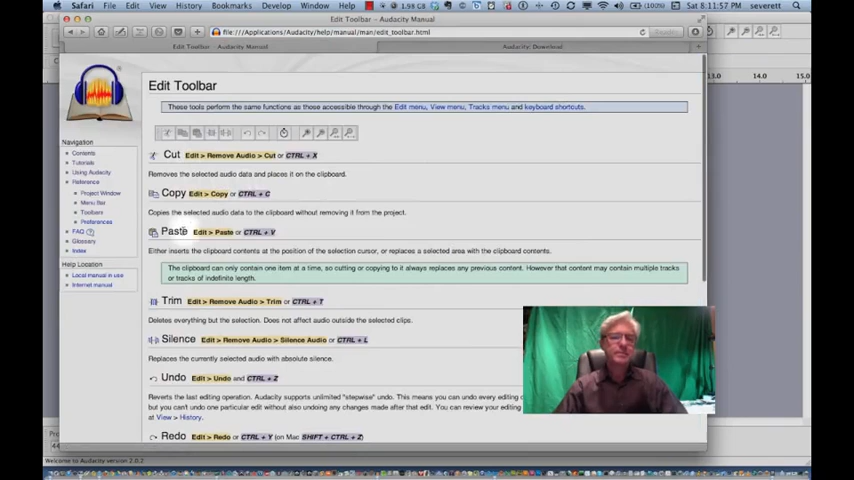 Safari File Edit View History Bookmarks Develop Window Help
1.98 GB
(100%)
Sat 8:11:57 PM severett
Edit Toolbar – Audacity Manual
file:///Applications/Audacity/help/manual/man/edit_toolbar.html
Reader
Edit Toolbar – Audacity Manual
Audacity: Download
13.0 14.0 15.0
Edit Toolbar
These tools perform the same functions as those accessible through the Edit menu, View menu, Tracks menu and keyboard shortcuts.
Navigation
Contents
Tutorials
Using Audacity
Reference
Project Window
Menu Bar
Toolbars
Preferences
FAQ
Glossary
Index
Help Location
Local manual in use
Internet manual
Cut Edit > Remove Audio > Cut or CTRL + X
Removes the selected audio data and places it on the clipboard.
Copy Edit > Copy or CTRL + C
Copies the selected audio data to the clipboard without removing it from the project.
Paste Edit > Paste or CTRL + V
Either inserts the clipboard contents at the position of the selection cursor, or replaces a selected area with the clipboard contents.
The clipboard can only contain one item at a time, so cutting or copying to it always replaces any previous content. However that content may contain multiple tracks
or tracks of indefinite length.
Trim Edit > Remove Audio > Trim or CTRL + T
Deletes everything but the selection. Does not affect audio outside the selected clips.
Silence Edit > Remove Audio > Silence Audio or CTRL + L
Replaces the currently selected audio with absolute silence.
Undo Edit > Undo and CTRL + Z
Reverts the last editing operation. Audacity supports unlimited "stepwise" undo. This means you can undo every editing
but you can't undo one particular edit without also undoing any changes made after that edit. You can review your editing
at View > History.
Redo Edit > Redo or CTRL + Y (on Mac SHIFT + CTRL + Z)
Welcome to Audacity version 2.0.2